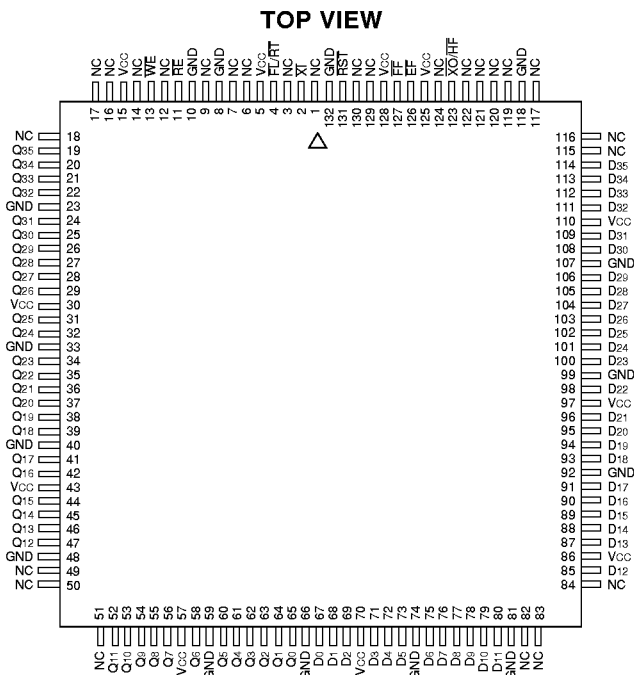 TOP VIEW
NC NC VCC NC WE NC RE GND NC GND NC NC VCC FL/RT NC XI NC GND RST NC NC VCC FF EF VCC NC XO/HF NC NC NC NC GND NC
17 16 15 14 13 12 11 10 9 8 7 6 5 4 3 2 1 132 131 130 129 128 127 126 125 124 123 122 121 120 119 118 117
NC 18
Q35 19
Q34 20
Q33 21
Q32 22
GND 23
Q31 24
Q30 25
Q29 26
Q28 27
Q27 28
Q26 29
VCC 30
Q25 31
Q24 32
GND 33
Q23 34
Q22 35
Q21 36
Q20 37
Q19 38
Q18 39
GND 40
Q17 41
Q16 42
VCC 43
Q15 44
Q14 45
Q13 46
Q12 47
GND 48
NC 49
NC 50
116 NC
115 NC
114 D35
113 D34
112 D33
111 D32
110 VCC
109 D31
108 D30
107 GND
106 D29
105 D28
104 D27
103 D26
102 D25
101 D24
100 D23
99 GND
98 D22
97 VCC
96 D21
95 D20
94 D19
93 D18
92 GND
91 D17
90 D16
89 D15
88 D14
87 D13
86 VCC
85 D12
84 NC
51 52 53 54 55 56 57 58 59 60 61 62 63 64 65 66 67 68 69 70 71 72 73 74 75 76 77 78 79 80 81 82 83
NC Q11 Q10 Q9 Q8 Q7 VCC Q6 GND Q5 Q4 Q3 Q2 Q1 Q0 GND D0 D1 D2 VCC D3 D4 D5 GND D6 D7 D8 D9 D10 D11 GND NC NC